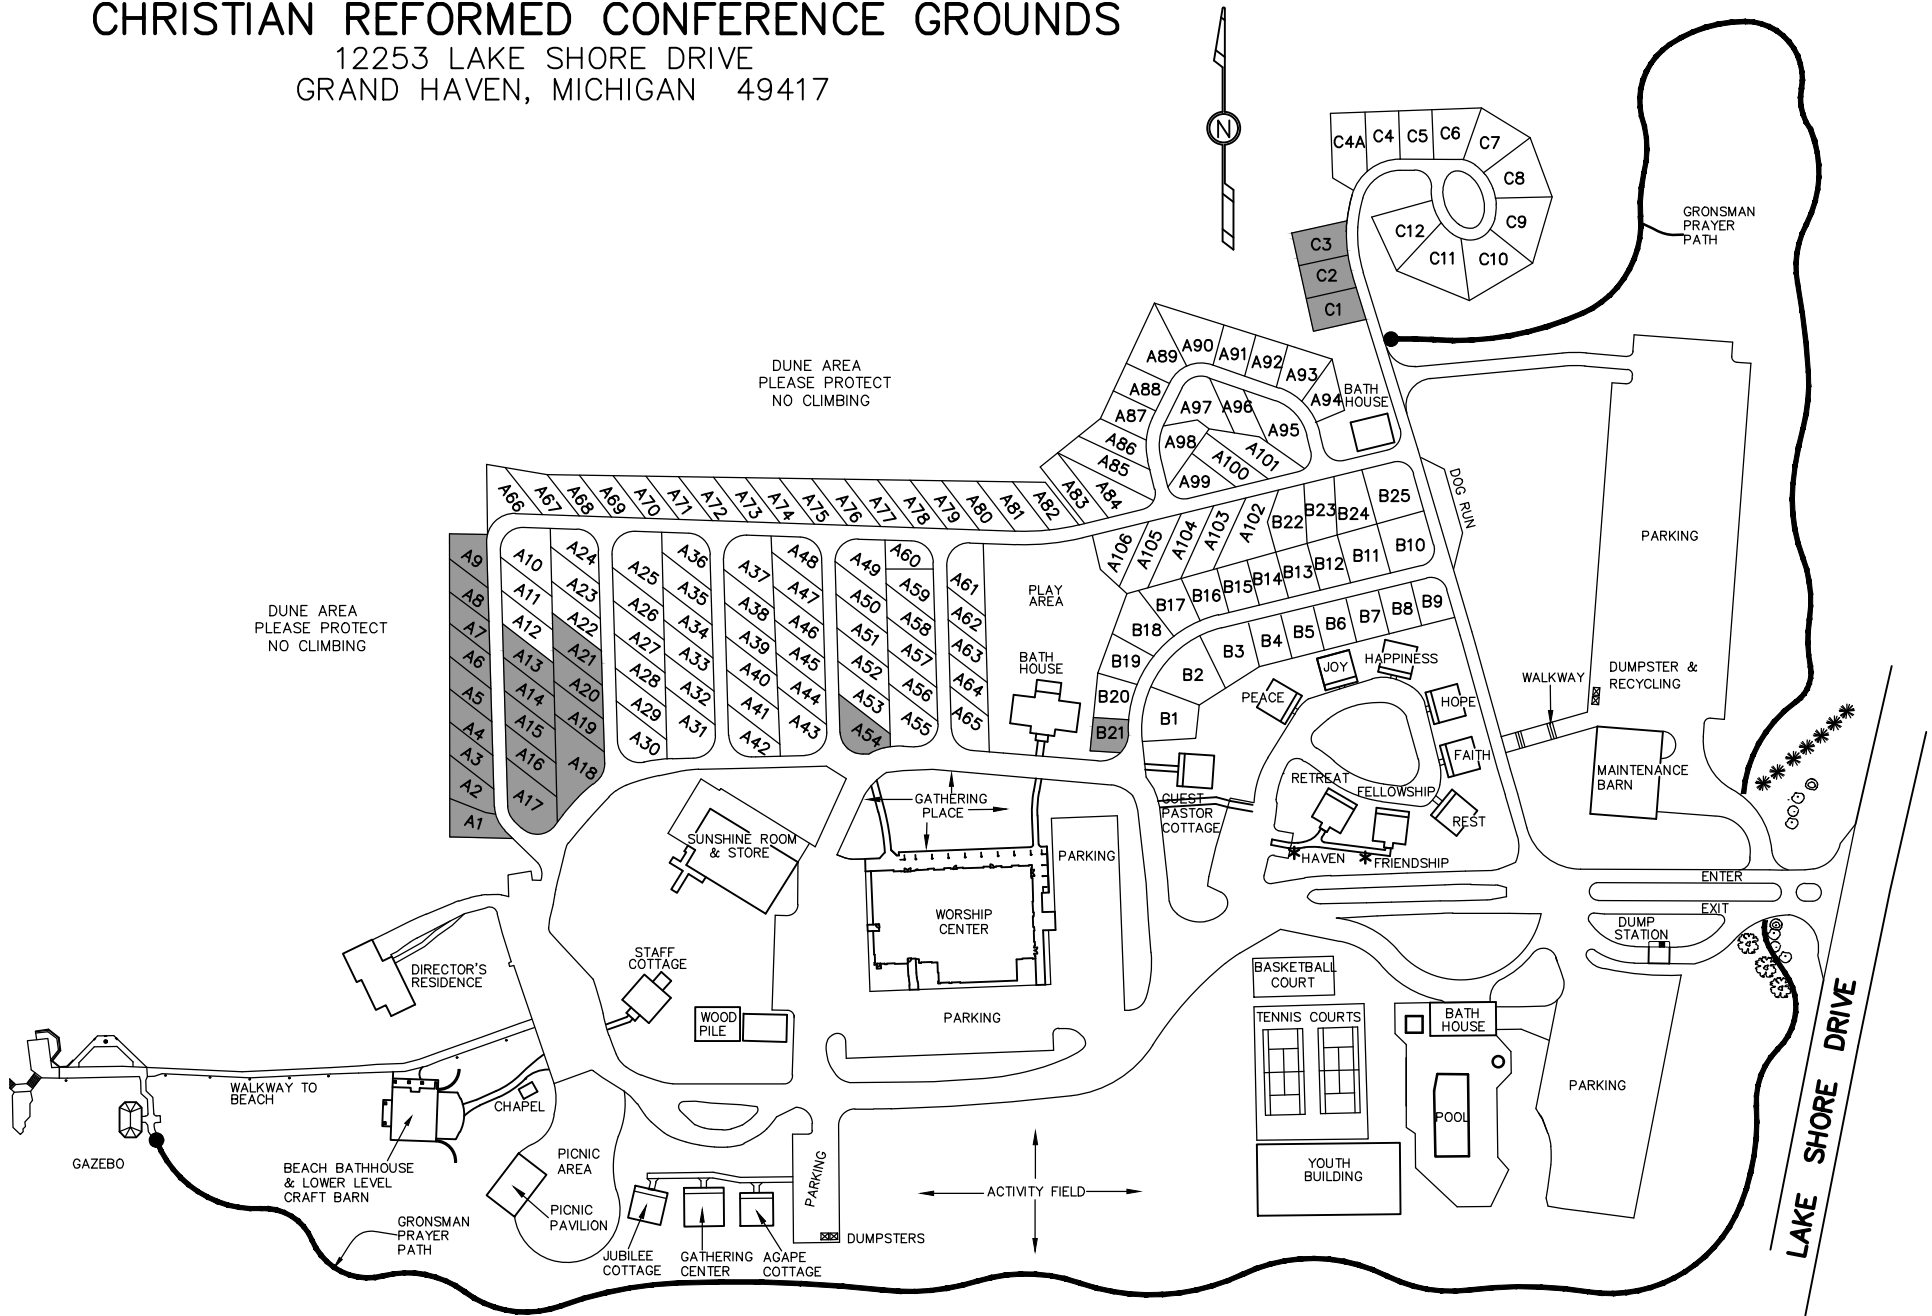 CHRISTIAN REFORMED CONFERENCE GROUNDS
12253 LAKE SHORE DRIVE
GRAND HAVEN, MICHIGAN 49417
N
C4A
C4
C5
C6
C7
C8
C9
C10
C11
C12
C3
C2
C1
GRONSMAN
PRAYER
PATH
DUNE AREA
PLEASE PROTECT
NO CLIMBING
A83
A84
A85
A86
A87
A88
A89
A90
A91
A92
A93
A94
A95
A96
A97
A98
A99
A100
A101
BATH
HOUSE
DOG RUN
PARKING
A66
A67
A68
A69
A70
A71
A72
A73
A74
A75
A76
A77
A78
A79
A80
A81
A82
A106
A105
A104
A103
A102
B22
B23
B24
B25
B10
B11
B12
B13
B14
B15
B16
B17
B18
B19
B20
B21
B1
B2
B3
B4
B5
B6
B7
B8
B9
DUNE AREA
PLEASE PROTECT
NO CLIMBING
A9
A8
A7
A6
A5
A4
A3
A2
A1
A10
A11
A12
A13
A14
A15
A16
A17
A24
A23
A22
A21
A20
A19
A18
A25
A26
A27
A28
A29
A30
A36
A35
A34
A33
A32
A31
A37
A38
A39
A40
A41
A42
A48
A47
A46
A45
A44
A43
A49
A50
A51
A52
A53
A54
A60
A59
A58
A57
A56
A55
A61
A62
A63
A64
A65
PLAY
AREA
BATH
HOUSE
PEACE
JOY
HAPPINESS
HOPE
FAITH
REST
FELLOWSHIP
RETREAT
HAVEN
FRIENDSHIP
WALKWAY
DUMPSTER &
RECYCLING
MAINTENANCE
BARN
GUEST
PASTOR
COTTAGE
GATHERING
PLACE
SUNSHINE ROOM
& STORE
PARKING
WORSHIP
CENTER
ENTER
EXIT
DUMP
STATION
STAFF
COTTAGE
DIRECTOR'S
RESIDENCE
WOOD
PILE
PARKING
BASKETBALL
COURT
TENNIS COURTS
BATH
HOUSE
POOL
PARKING
LAKE SHORE DRIVE
WALKWAY TO
BEACH
CHAPEL
GAZEBO
BEACH BATHHOUSE
& LOWER LEVEL
CRAFT BARN
PICNIC
AREA
PICNIC
PAVILION
PARKING
ACTIVITY FIELD
YOUTH
BUILDING
GRONSMAN
PRAYER
PATH
JUBILEE
COTTAGE
GATHERING
CENTER
AGAPE
COTTAGE
DUMPSTERS